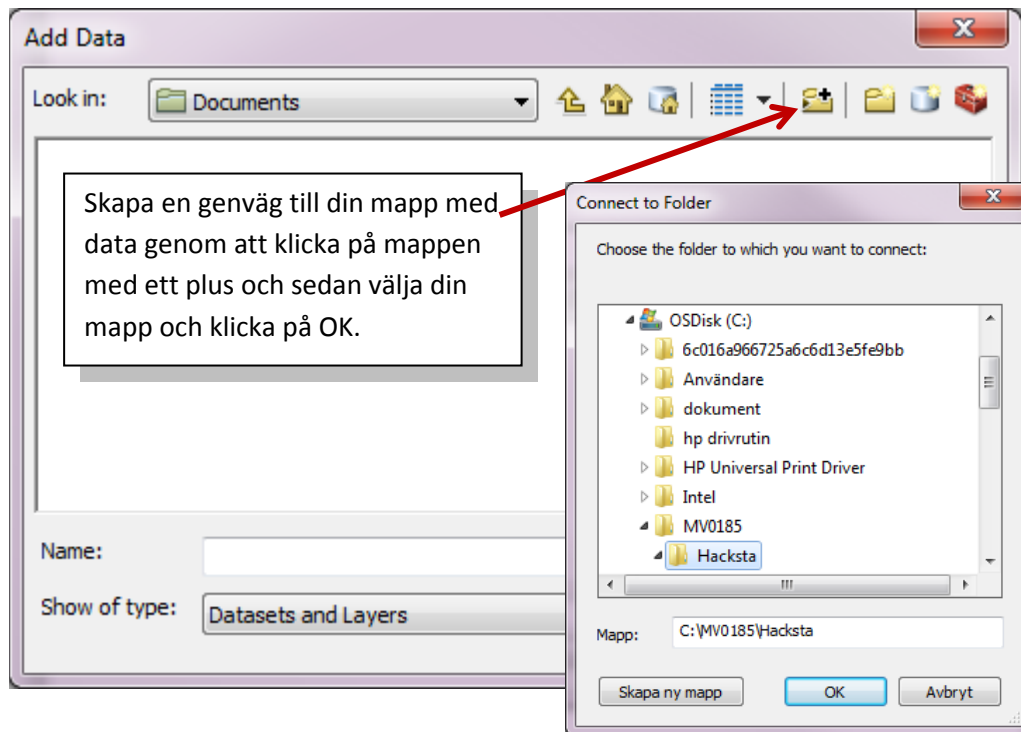 Add Data
Look in:
Documents
Skapa en genväg till din mapp med
data genom att klicka på mappen
med ett plus och sedan välja din
mapp och klicka på OK.
Name:
Show of type:
Datasets and Layers
Connect to Folder
Choose the folder to which you want to connect:
OSDisk (C:)
6c016a966725a6c6d13e5fe9bb
Användare
dokument
hp drivrutin
HP Universal Print Driver
Intel
MV0185
Hacksta
Mapp:
C:\MV0185\Hacksta
Skapa ny mapp
OK
Avbryt